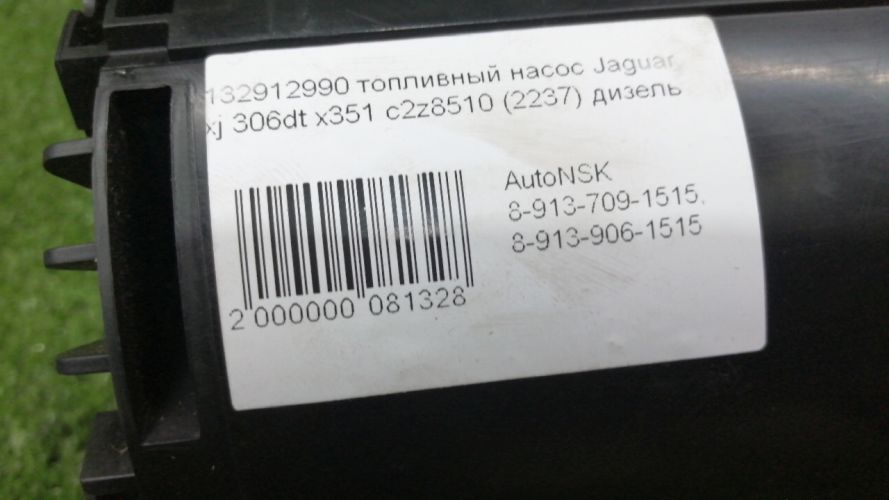 132912990 топливный насос Jaguar
xj 306dt x351 c2z8510 (2237) дизель
AutoNSK
8-913-709-1515,
8-913-906-1515
2 000000 081328